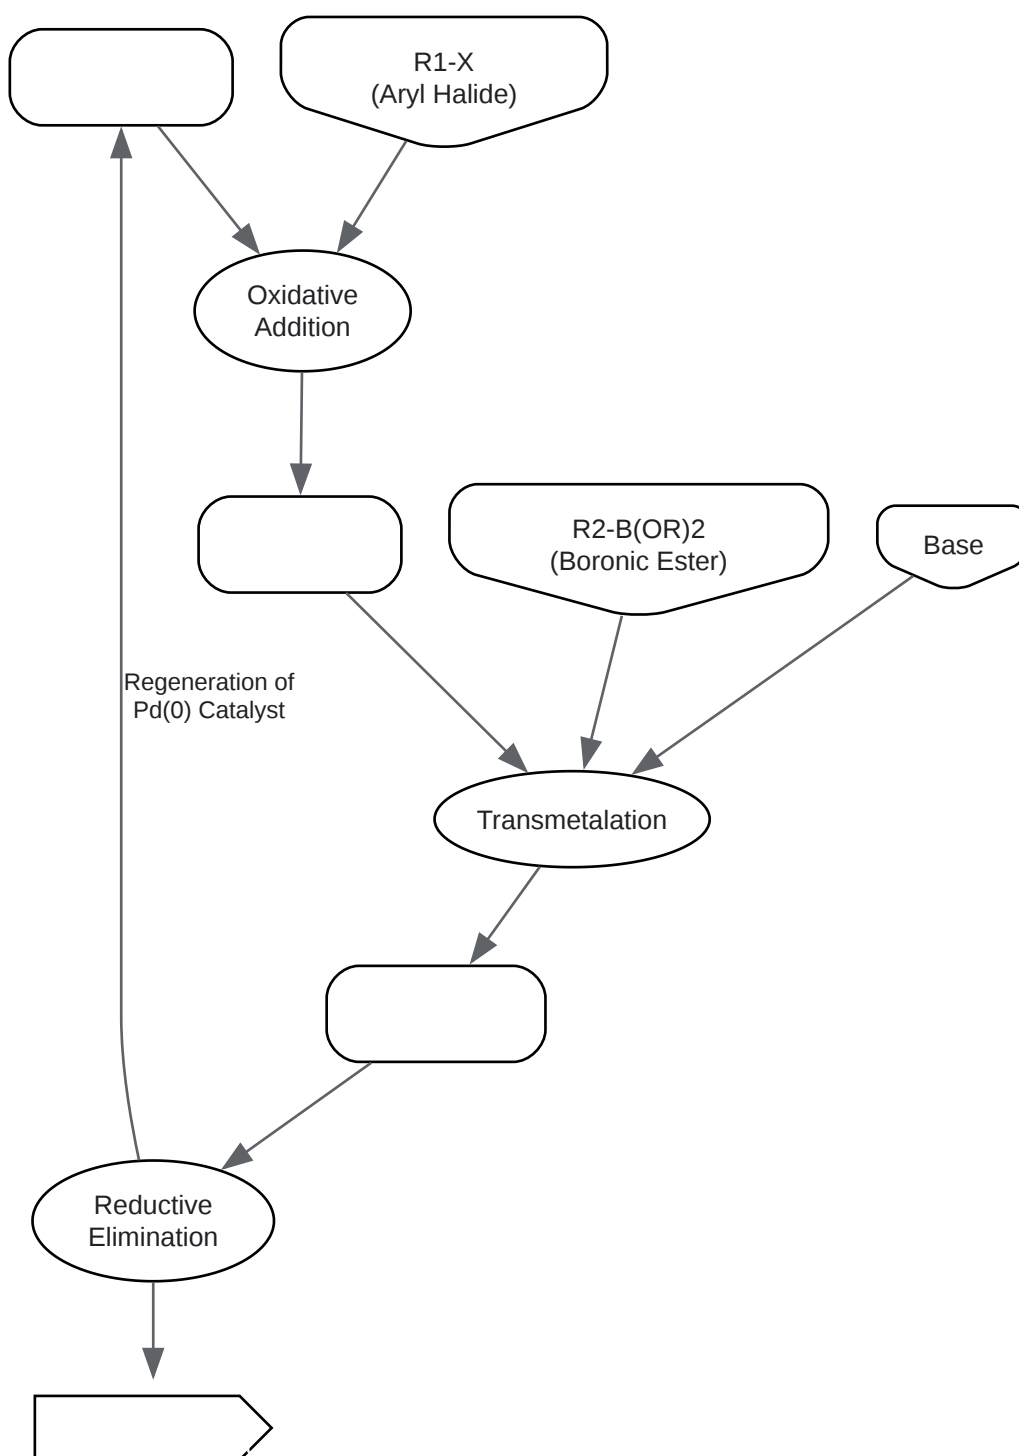 R1-X
(Aryl Halide)
Oxidative
Addition
R2-B(OR)2
(Boronic Ester)
Base
Regeneration of
Pd(0) Catalyst
Transmetalation
Reductive
Elimination